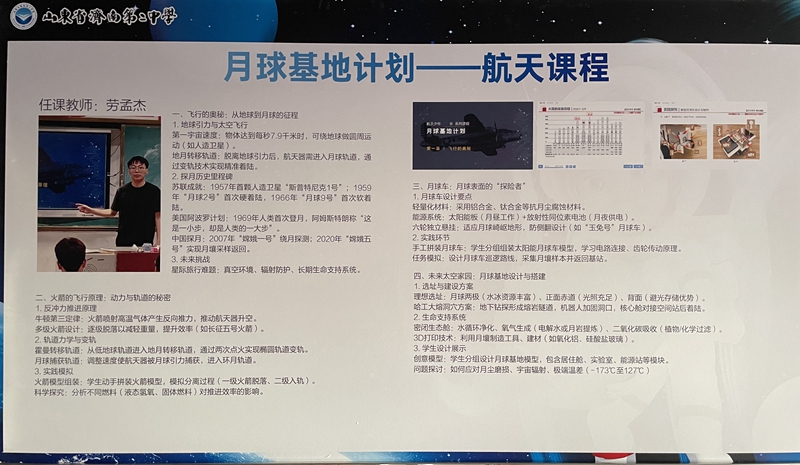 山东省济南第二中学
月球基地计划——航天课程
任课教师：劳孟杰
一、飞行的奥秘：从地球到月球的征程
1. 地球引力与太空飞行
第一宇宙速度：物体达到每秒7.9千米时，可绕地球做圆周运
动（如人造卫星）。
地月转移轨道：脱离地球引力后，航天器需进入月球轨道，通
过变轨技术实现精准着陆。
2. 探月历史里程碑
苏联成就：1957年首颗人造卫星“斯普特尼克1号”；1959
年“月球2号”首次硬着陆，1966年“月球9号”首次软着
陆。
美国阿波罗计划：1969年人类首次登月，阿姆斯特朗称“这
是一小步，却是人类的一大步”。
中国探月：2007年“嫦娥一号”绕月探测；2020年“嫦娥五
号”实现月壤采样返回。
3. 未来挑战
星际旅行难题：真空环境、辐射防护、长期生命支持系统。
二、火箭的飞行原理：动力与轨道的秘密
1. 反冲力推进原理
牛顿第三定律：火箭喷射高温气体产生反向推力，推动航天器升空。
多级火箭设计：逐级脱落以减轻重量，提升效率（如长征五号火箭）。
2. 轨道力学与变轨
霍曼转移轨道：从低地球轨道进入地月转移轨道，通过两次点火实现椭圆轨道变轨。
月球捕获轨道：调整速度使航天器被月球引力捕获，进入环月轨道。
3. 实践模拟
火箭模型组装：学生动手拼装火箭模型，模拟分离过程（一级火箭脱落、二级入轨）。
科学探究：分析不同燃料（液态氢氧、固体燃料）对推进效率的影响。
月球基地计划
三、月球车：月球表面的“探险者”
1. 月球车设计要点
轻量化材料：采用铝合金、钛合金等抗月尘腐蚀材料。
能源系统：太阳能板（月昼工作）+放射性同位素电池（月夜供电）。
六轮独立悬挂：适应月球崎岖地形，防侧翻设计（如“玉兔号”月球车）。
2. 实践环节
手工拼装月球车：学生分组组装太阳能月球车模型，学习电路连接、齿轮传动原理。
任务模拟：设计月球车巡逻路线，采集月壤样本并返回基站。
四、未来太空家园：月球基地设计与搭建
1. 选址与建设方案
理想选址：月球两极（水冰资源丰富）、正面赤道（光照充足）、背面（避光存储优势）。
哈工大熔洞穴方案：地下钻探形成熔岩隧道，机器人加固洞口，核心舱对接空间站后着陆。
2. 生命支持系统
密闭生态舱：水循环净化、氧气生成（电解水或月岩提炼）、二氧化碳吸收（植物/化学过滤）。
3D打印技术：利用月壤制造工具、建材（如氧化铝、硅酸盐玻璃）。
3. 学生设计展示
创意模型：学生分组设计月球基地模型，包含居住舱、实验室、能源站等模块。
问题探讨：如何应对月尘磨损、宇宙辐射、极端温差（-173℃至127℃）